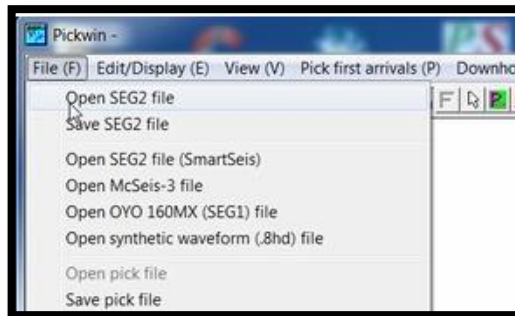 Pickwin -
File (F) Edit/Display (E) View (V) Pick first arrivals (P) Downho
Open SEG2 file
Save SEG2 file
Open SEG2 file (SmartSeis)
Open McSeis-3 file
Open OYO 160MX (SEG1) file
Open synthetic waveform (.8hd) file
Open pick file
Save pick file
F P